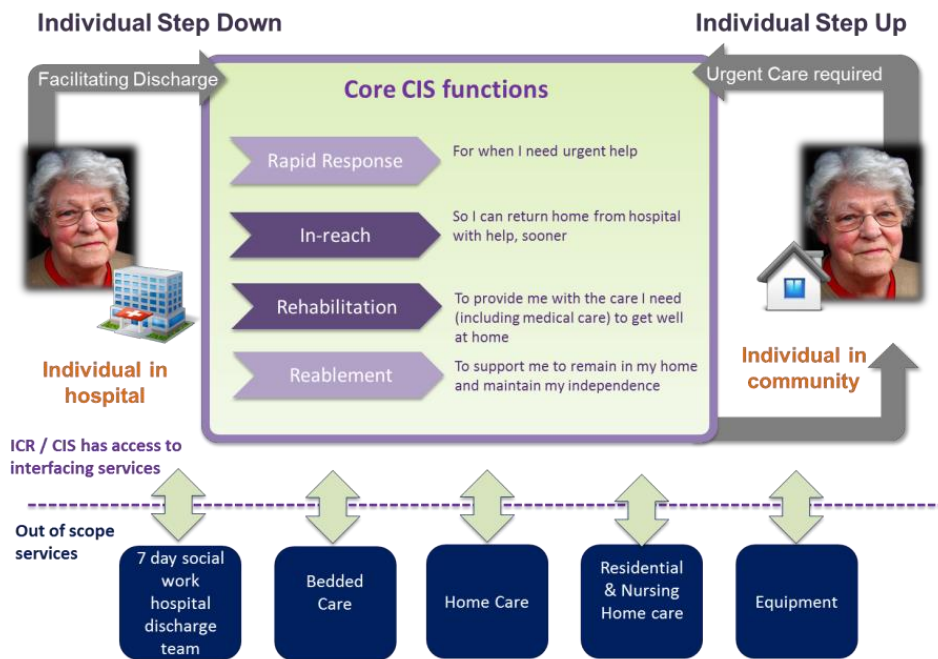 Individual Step Down
Individual Step Up
Facilitating Discharge
Urgent Care required
Core CIS functions
Rapid Response
For when I need urgent help
In-reach
So I can return home from hospital
with help, sooner
Rehabilitation
To provide me with the care I need
(including medical care) to get well
at home
Reablement
To support me to remain in my home
and maintain my independence
Individual in
hospital
Individual in
community
ICR / CIS has access to
interfacing services
Out of scope
services
7 day social
work
hospital
discharge
team
Bedded
Care
Home Care
Residential
& Nursing
Home care
Equipment